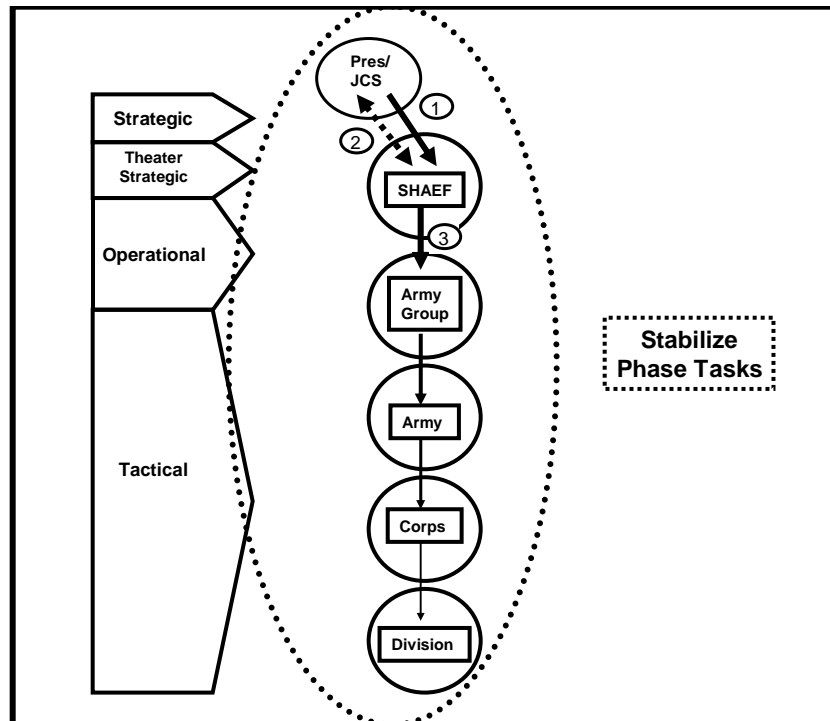 Pres/
JCS
1
Strategic
2
Theater
Strategic
SHAEF
3
Operational
Army
Group
Stabilize
Phase Tasks
Army
Tactical
Corps
Division